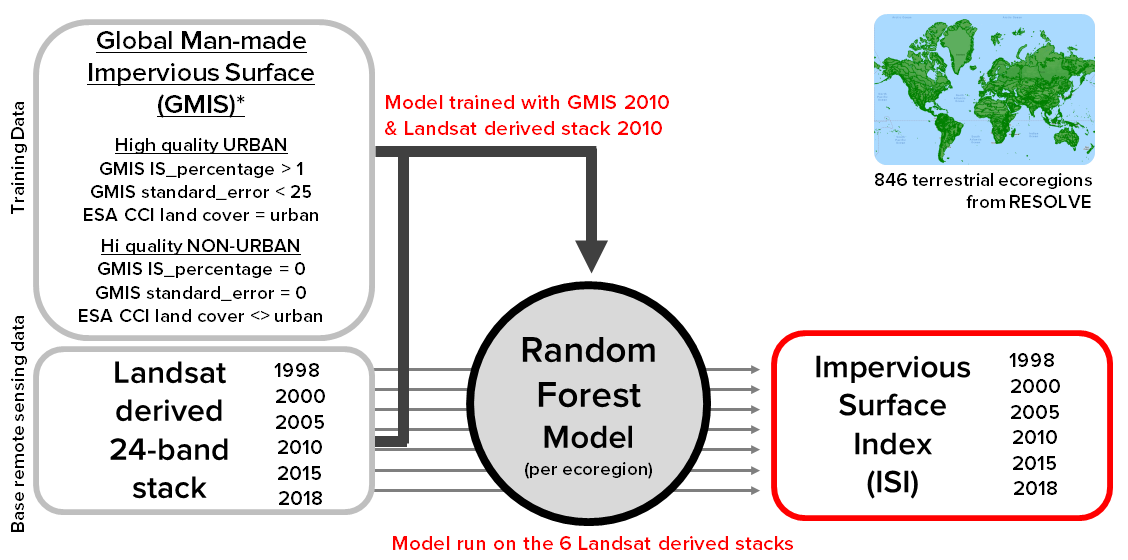 Training Data
Global Man-made
Impervious Surface
(GMIS)*
High quality URBAN
GMIS IS_percentage > 1
GMIS standard_error < 25
ESA CCI land cover = urban
Hi quality NON-URBAN
GMIS IS_percentage = 0
GMIS standard_error = 0
ESA CCI land cover <> urban
Model trained with GMIS 2010
& Landsat derived stack 2010
846 terrestrial ecoregions
from RESOLVE
Base remote sensing data
Landsat
derived
24-band
stack
1998
2000
2005
2010
2015
2018
Random
Forest
Model
(per ecoregion)
Impervious
Surface
Index
(ISI)
1998
2000
2005
2010
2015
2018
Model run on the 6 Landsat derived stacks